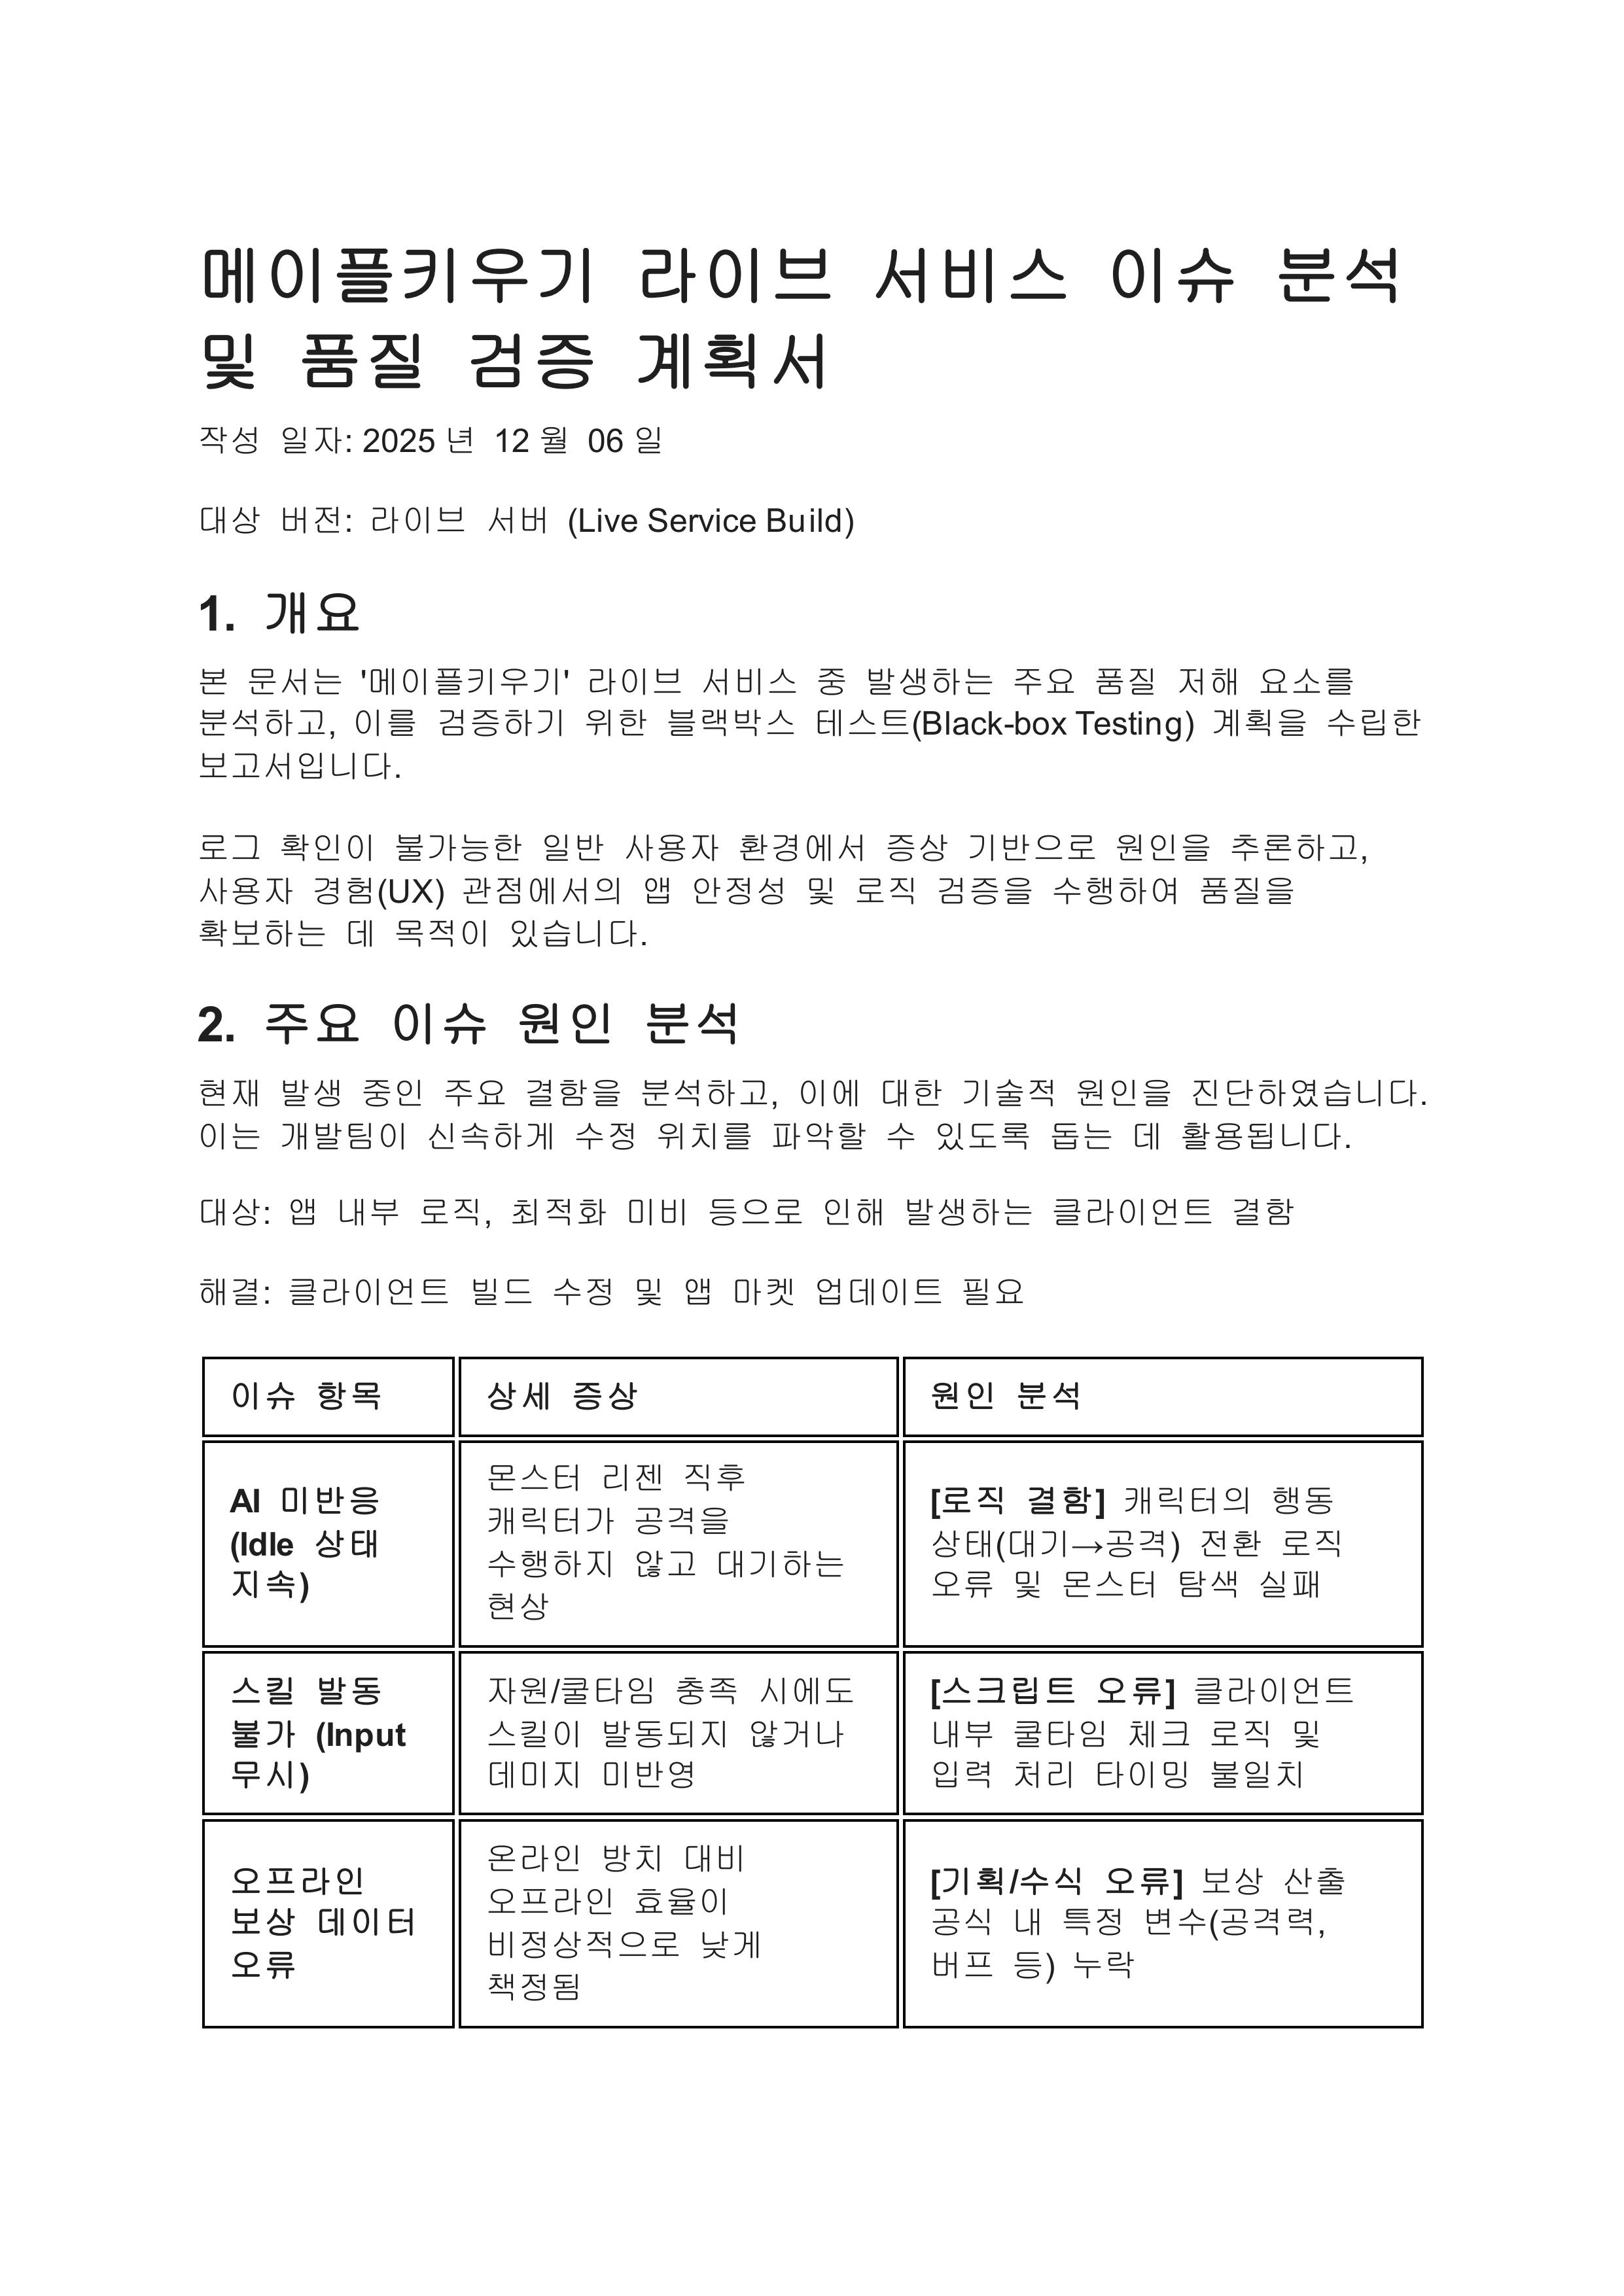 메이플키우기 라이브 서비스 이슈 분석
및 품질 검증 계획서
작성 일자: 2025년 12월 06일
대상 버전: 라이브 서버 (Live Service Build)
1. 개요
본 문서는 '메이플키우기' 라이브 서비스 중 발생하는 주요 품질 저해 요소를
분석하고, 이를 검증하기 위한 블랙박스 테스트(Black-box Testing) 계획을 수립한
보고서입니다.
로그 확인이 불가능한 일반 사용자 환경에서 증상 기반으로 원인을 추론하고,
사용자 경험(UX) 관점에서의 앱 안정성 및 로직 검증을 수행하여 품질을
확보하는 데 목적이 있습니다.
2. 주요 이슈 원인 분석
현재 발생 중인 주요 결함을 분석하고, 이에 대한 기술적 원인을 진단하였습니다.
이는 개발팀이 신속하게 수정 위치를 파악할 수 있도록 돕는 데 활용됩니다.
대상: 앱 내부 로직, 최적화 미비 등으로 인해 발생하는 클라이언트 결함
해결: 클라이언트 빌드 수정 및 앱 마켓 업데이트 필요
이슈 항목
상세 증상
원인 분석
AI 미반응
(Idle 상태
지속)
몬스터 리젠 직후
캐릭터가 공격을
수행하지 않고 대기하는
현상
[로직 결함] 캐릭터의 행동
상태(대기→공격) 전환 로직
오류 및 몬스터 탐색 실패
스킬 발동
불가 (Input
무시)
자원/쿨타임 충족 시에도
스킬이 발동되지 않거나
데미지 미반영
[스크립트 오류] 클라이언트
내부 쿨타임 체크 로직 및
입력 처리 타이밍 불일치
오프라인
보상 데이터
오류
온라인 방치 대비
오프라인 효율이
비정상적으로 낮게
책정됨
[기획/수식 오류] 보상 산출
공식 내 특정 변수(공격력,
버프 등) 누락